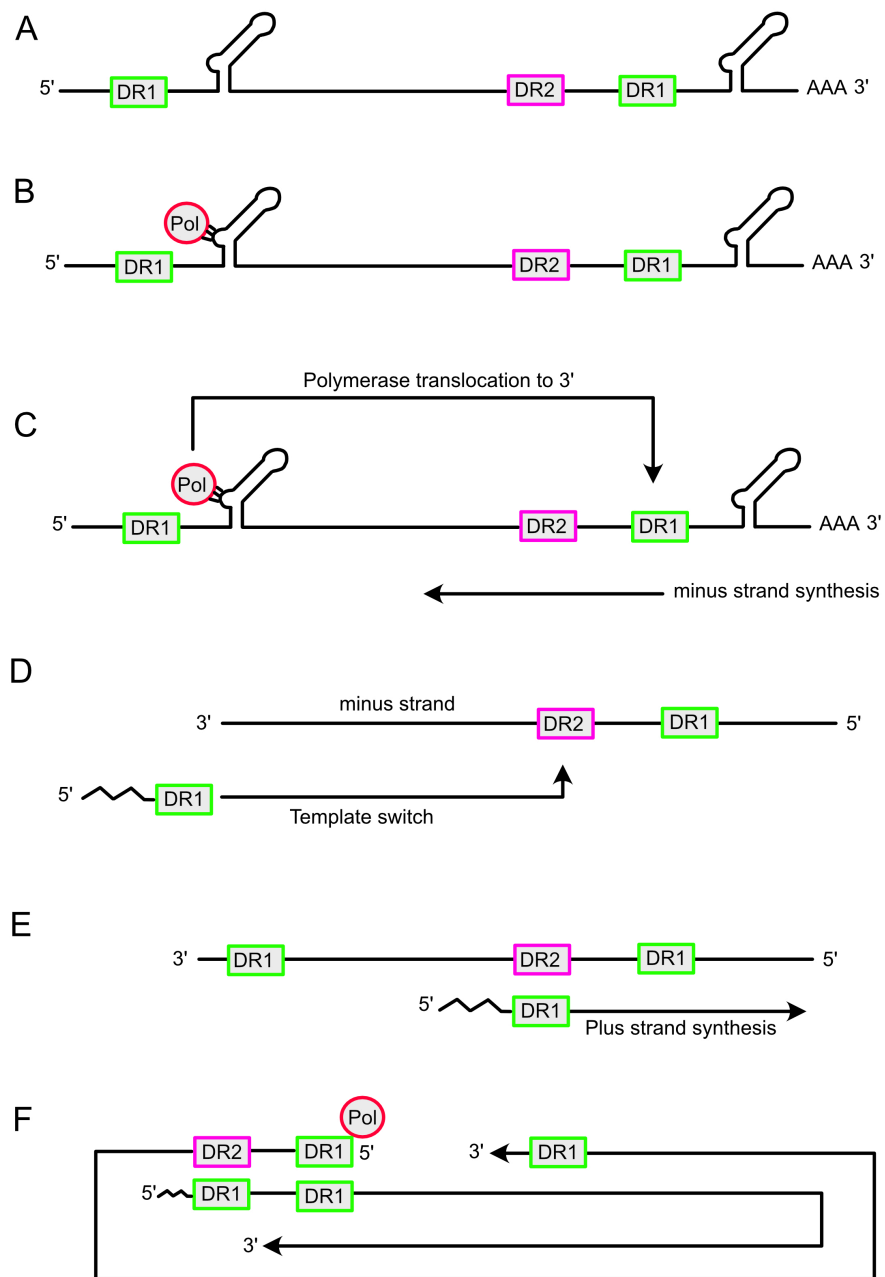 A
5' DR1 DR2 DR1 AAA 3'
B
Pol
5' DR1 DR2 DR1 AAA 3'
Polymerase translocation to 3'
C
Pol
5' DR1 DR2 DR1 AAA 3'
minus strand synthesis
D
minus strand
3' DR2 DR1 5'
5' DR1
Template switch
E
3' DR1 DR2 DR1 5'
5' DR1
Plus strand synthesis
F
Pol
DR2 DR1 5' 3' DR1
5' DR1 DR1
3'